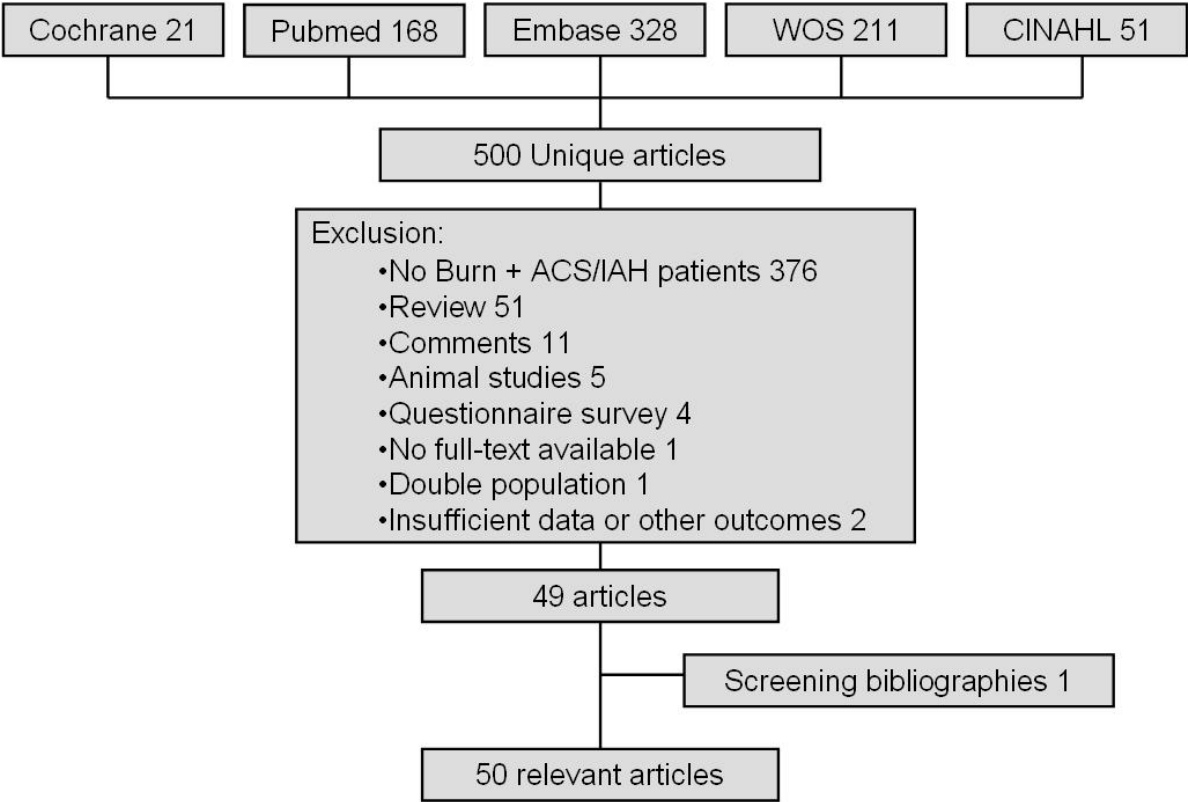 Cochrane 21
Pubmed 168
Embase 328
WOS 211
CINAHL 51
500 Unique articles
Exclusion:
•No Burn + ACS/IAH patients 376
•Review 51
•Comments 11
•Animal studies 5
•Questionnaire survey 4
•No full-text available 1
•Double population 1
•Insufficient data or other outcomes 2
49 articles
Screening bibliographies 1
50 relevant articles